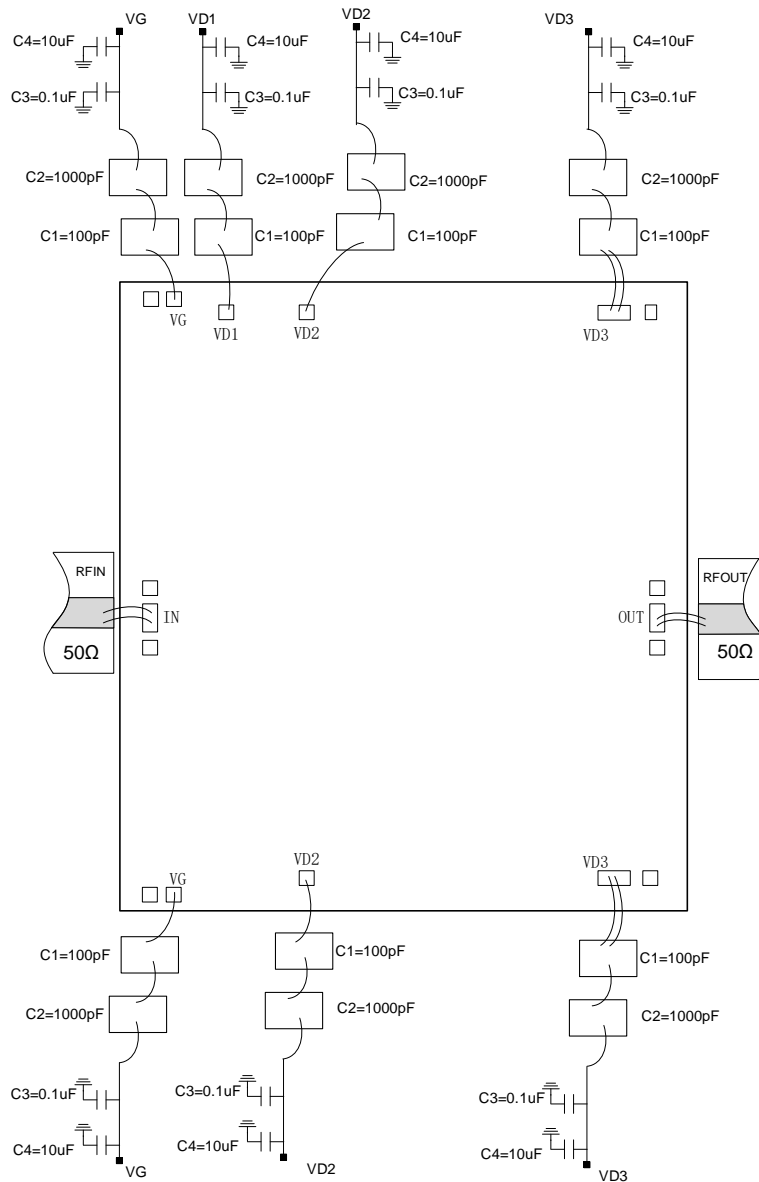 VG
VD1
VD2
VD3
C4=10uF
C4=10uF
C4=10uF
C4=10uF
C3=0.1uF
C3=0.1uF
C3=0.1uF
C3=0.1uF
C2=1000pF
C2=1000pF
C2=1000pF
C2=1000pF
C1=100pF
C1=100pF
C1=100pF
C1=100pF
VG
VD1
VD2
VD3
RFIN
RFOUT
IN
OUT
50Ω
50Ω
VG
VD2
VD3
C1=100pF
C1=100pF
C1=100pF
C2=1000pF
C2=1000pF
C2=1000pF
C3=0.1uF
C3=0.1uF
C3=0.1uF
C4=10uF
C4=10uF
C4=10uF
VG
VD2
VD3